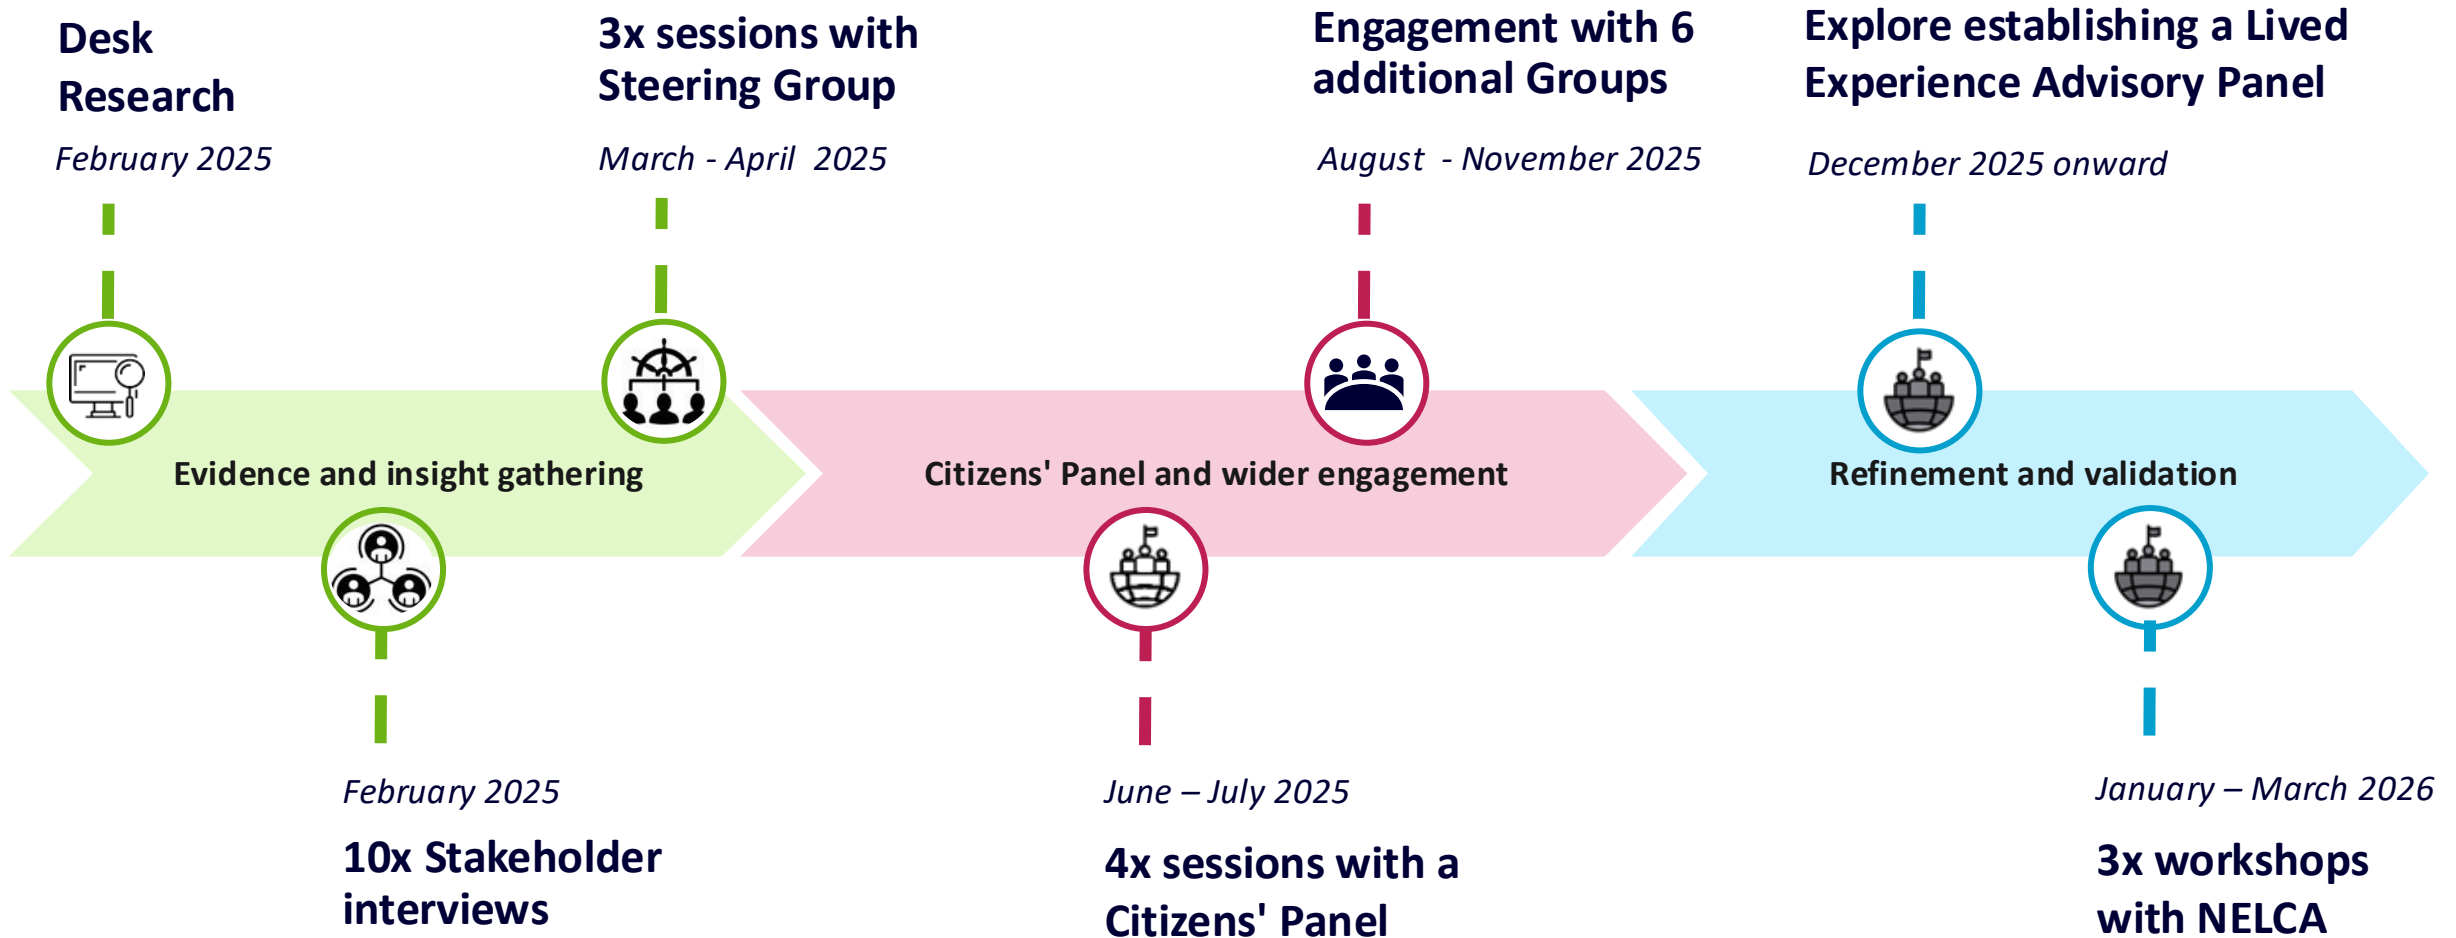 Desk
Research
February 2025
3x sessions with
Steering Group
March - April  2025
Engagement with 6
additional Groups
August  - November 2025
Explore establishing a Lived
Experience Advisory Panel
December 2025 onward
Evidence and insight gathering
Citizens' Panel and wider engagement
Refinement and validation
February 2025
10x Stakeholder
interviews
June – July 2025
4x sessions with a
Citizens' Panel
January – March 2026
3x workshops
with NELCA